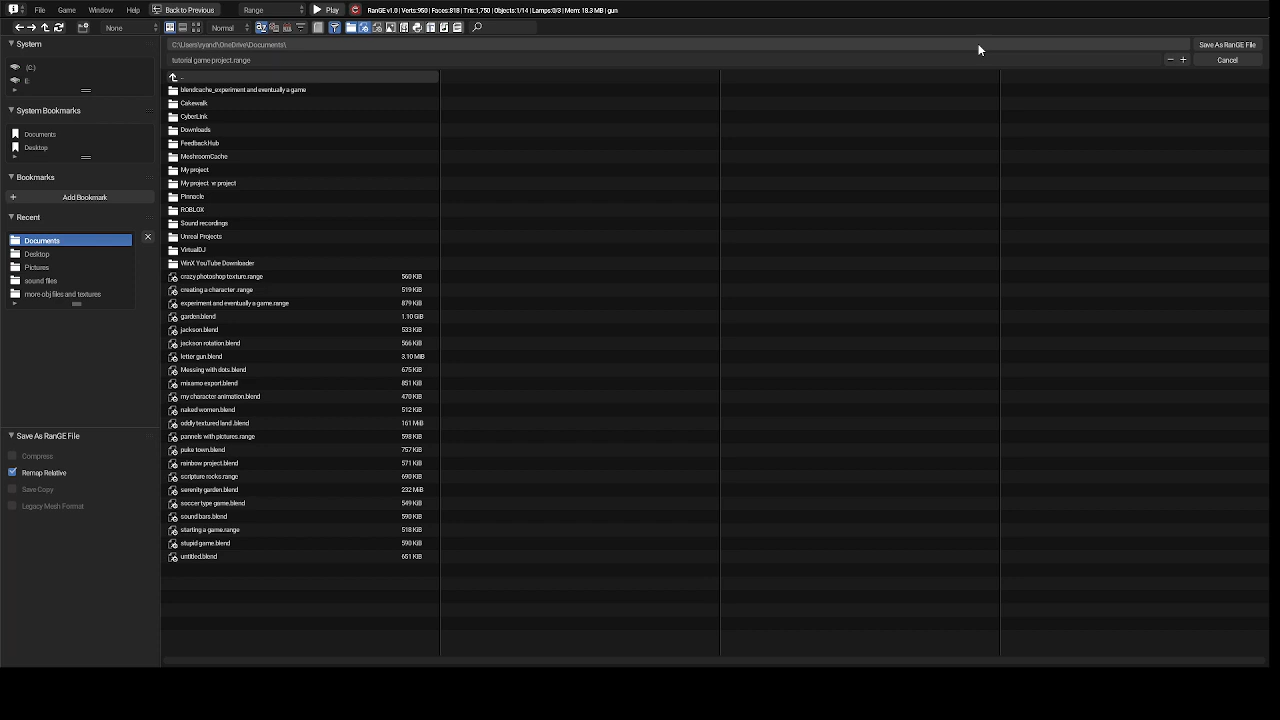 File Game Window Help Back to Previous Range Play RanGE v1.0 | Verts:950 | Faces:818 | Tris:1,750 | Objects:1/14 | Lamps:0/3 | Mem: 18.3 MB | gun
None Normal
System
(C:)
E:
System Bookmarks
Documents
Desktop
Bookmarks
Add Bookmark
Recent
Documents
Desktop
Pictures
sound files
more obj files and textures
Save As RanGE File
Compress
Remap Relative
Save Copy
Legacy Mesh Format
C:\Users\ryand\OneDrive\Documents\ Save As RanGE File
tutorial game project.range Cancel
..
blendcache_experiment and eventually a game
Cakewalk
CyberLink
Downloads
FeedbackHub
MeshroomCache
My project
My project w project
Pinnacle
ROBLOX
Sound recordings
Unreal Projects
VirtualDJ
WinX YouTube Downloader
crazy photoshop texture.range 560 KiB
creating a character .range 519 KiB
experiment and eventually a game.range 879 KiB
garden.blend 1.10 GiB
jackson.blend 533 KiB
jackson rotation.blend 566 KiB
letter gun.blend 3.10 MiB
Messing with dots.blend 675 KiB
mixamo export.blend 851 KiB
my character animation.blend 470 KiB
naked women.blend 512 KiB
oddly textured land .blend 161 MiB
pannels with pictures.range 598 KiB
puke town.blend 757 KiB
rainbow project.blend 571 KiB
scripture rocks.range 690 KiB
serenity garden.blend 232 MiB
soccer type game.blend 549 KiB
sound bars.blend 590 KiB
starting a game.range 518 KiB
stupid game.blend 590 KiB
untitled.blend 651 KiB